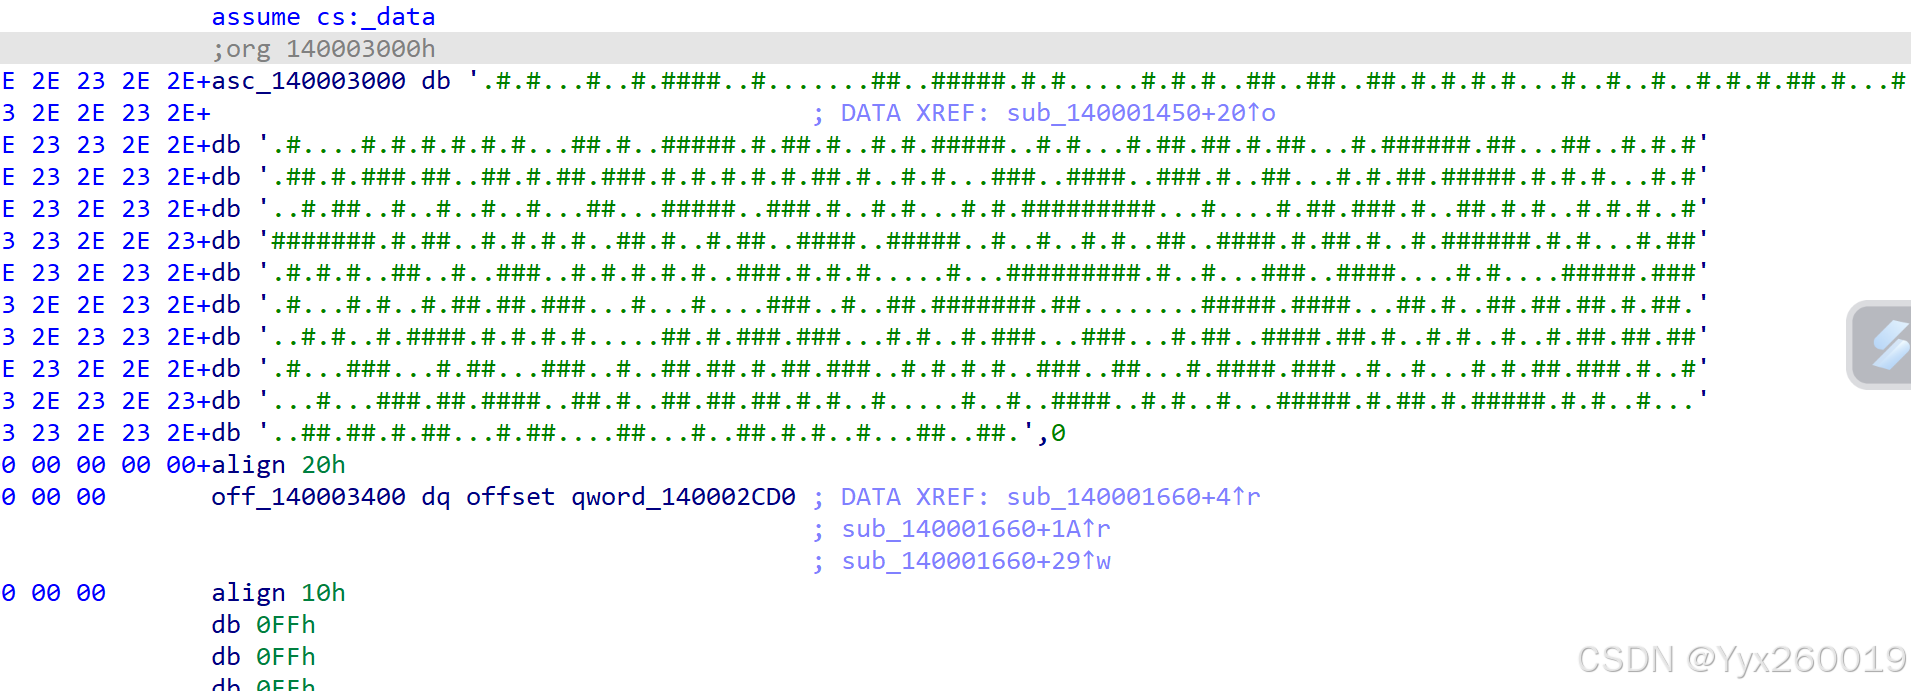 assume cs:_data
;org 140003000h
E 2E 23 2E 2E+asc_140003000 db '.#.#...#..#.####..#.......##..#####.#.#.....#.#.#..##..##..##.#.#.#.#...#..#..#..#.#.#.##.#...#
3 2E 2E 23 2E+ ; DATA XREF: sub_140001450+20↑o
E 23 23 2E 2E+db '.#....#.#.#.#.#.#...##.#..#####.#.##.#..#.#.#####..#.#...#.##.##.#.##...#.######.##...##..#.#.#'
E 23 2E 23 2E+db '.##.#.###.##..##.#.##.###.#.#.#.#.#.##.#..#.#...###..####..###.#..##...#.#.##.#####.#.#.#...#.#'
E 23 2E 23 2E+db '..#.##..#..#..#..#...##...#####..###.#..#.#...#.#.#########...#....#.##.###.#..##.#.#..#.#.#..#'
3 23 2E 2E 23+db '#######.#.##..#.#.#.#..##.#..#.##..####..#####..#..#..#.#..##..####.#.##.#..#.######.#.#...#.##'
E 23 2E 2E 2E+db '.#.#.#..##..#..###..#.#.#.#.#..###.#.#.#.....#...#########.#..#...###..####....#.#....#####.###'
3 2E 2E 23 2E+db '.#...#.#..#.##.##.###...#...#....###..#..##.#######.##........#####.####...##.#..##.##.##.#.##.'
3 2E 23 2E 2E+db '..#.#..#.####.#.#.#.#.....##.#.###.###...#.#..#.###...###...#.##..####.##.#..#.#.#..#..#.##.##.##'
E 23 2E 2E 2E+db '.#...###...#.##...###..#..##.##.#.##.###..#.#.#.#..###..##...#.####.###..#..#...#.#.##.###.#..#'
3 2E 23 2E 23+db '...#...###.##.####..##.#..##.##.##.#.#..#.....#..#..####..#.#..#...#####.#.##.#.#####.#.#..#...'
3 23 2E 23 2E+db '..##.##.#.##...#.##....##...#..##.#.#..#...##..##.',0
0 00 00 00 00+align 20h
0 00 00 off_140003400 dq offset qword_140002CD0 ; DATA XREF: sub_140001660+4↑r
; sub_140001660+1A↑r
; sub_140001660+29↑w
0 00 00 align 10h
db 0FFh
db 0FFh
db 0FFh
CSDN @Yyx260019